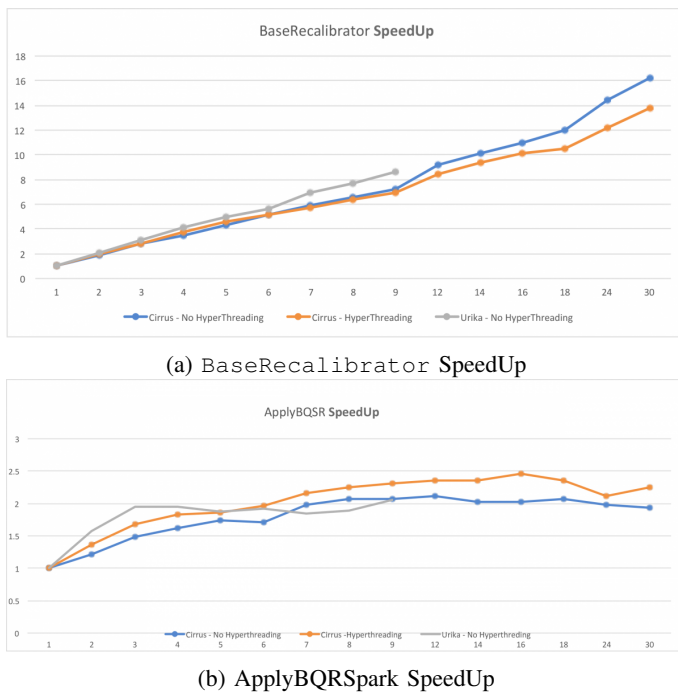 BaseRecalibrator SpeedUp
18
16
14
12
10
8
6
4
2
0
1 2 3 4 5 6 7 8 9 12 14 16 18 24 30
Cirrus - No HyperThreading Cirrus - HyperThreading Urika - No HyperThreading
(a) BaseRecalibrator SpeedUp
ApplyBQSR SpeedUp
3
2.5
2
1.5
1
0.5
0
Cirrus - No Hyperthreading Cirrus -Hyperthreading Urika - No Hyperthreding
1 2 3 4 5 6 7 8 9 12 14 16 18 24 30
(b) ApplyBQRSpark SpeedUp